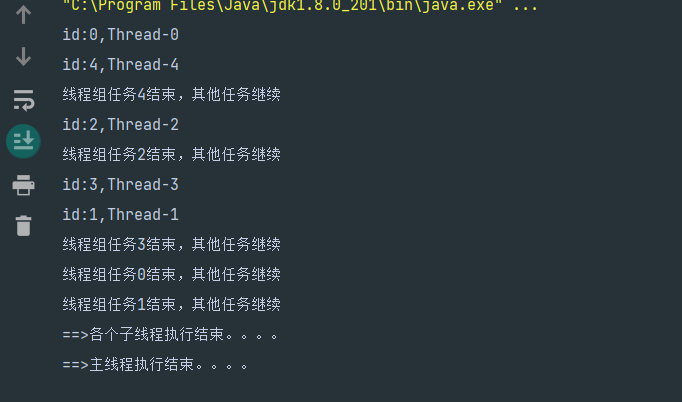 "C:\Program Files\Java\jdk1.8.0_201\bin\java.exe" ...
id:0,Thread-0
id:4,Thread-4
线程组任务4结束，其他任务继续
id:2,Thread-2
线程组任务2结束，其他任务继续
id:3,Thread-3
id:1,Thread-1
线程组任务3结束，其他任务继续
线程组任务0结束，其他任务继续
线程组任务1结束，其他任务继续
==>各个子线程执行结束。。。。
==>主线程执行结束。。。。